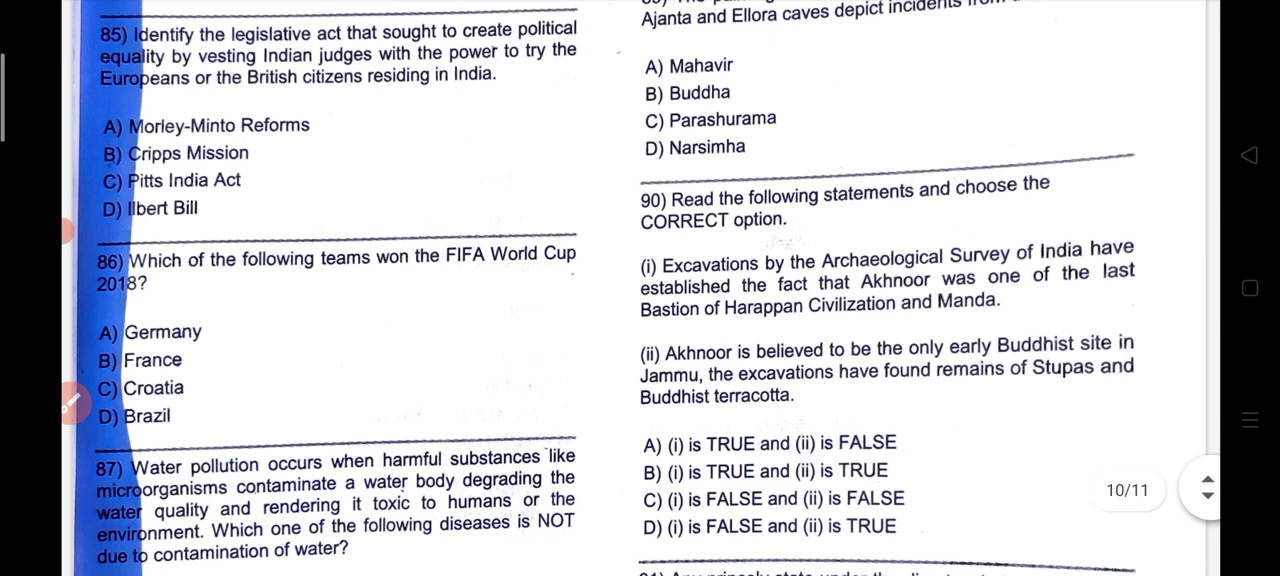 85) Identify the legislative act that sought to create political
equality by vesting Indian judges with the power to try the
Europeans or the British citizens residing in India.
A) Morley-Minto Reforms
B) Cripps Mission
C) Pitts India Act
D) Ilbert Bill
86) Which of the following teams won the FIFA World Cup
2018?
A) Germany
B) France
C) Croatia
D) Brazil
87) Water pollution occurs when harmful substances like
microorganisms contaminate a water body degrading the
water quality and rendering it toxic to humans or the
environment. Which one of the following diseases is NOT
due to contamination of water?
Ajanta and Ellora caves depict incidents
A) Mahavir
B) Buddha
C) Parashurama
D) Narsimha
90) Read the following statements and choose the
CORRECT option.
(i) Excavations by the Archaeological Survey of India have
established the fact that Akhnoor was one of the last
Bastion of Harappan Civilization and Manda.
(ii) Akhnoor is believed to be the only early Buddhist site in
Jammu, the excavations have found remains of Stupas and
Buddhist terracotta.
A) (i) is TRUE and (ii) is FALSE
B) (i) is TRUE and (ii) is TRUE
C) (i) is FALSE and (ii) is FALSE
D) (i) is FALSE and (ii) is TRUE
10/11